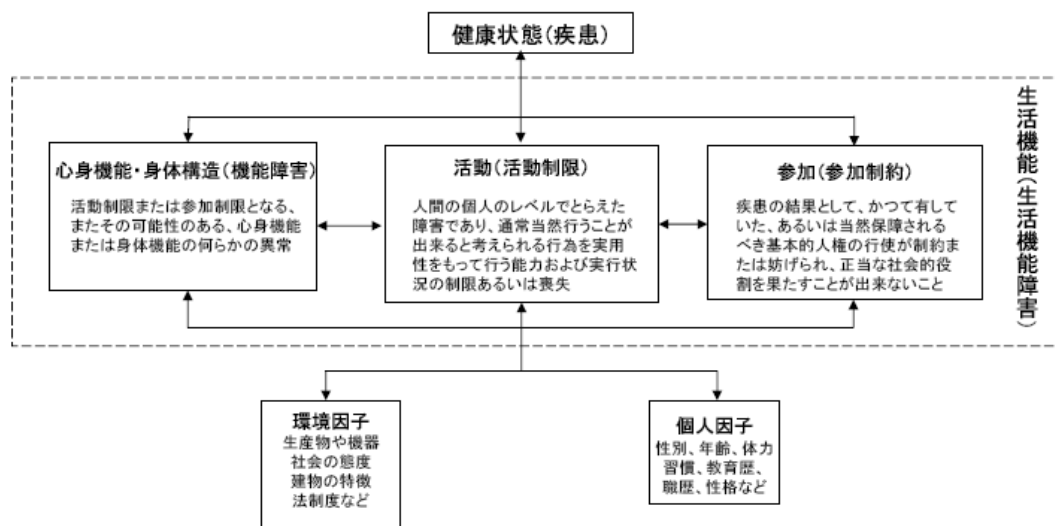 健康状態(疾患)
生活機能(生活機能障害)
心身機能・身体構造(機能障害)
活動制限または参加制限となる、
またその可能性のある、心身機能
または身体機能の何らかの異常
活動(活動制限)
人間の個人のレベルでとらえた
障害であり、通常当然行うことが
出来ると考えられる行為を実用
性をもって行う能力および実行状
況の制限あるいは喪失
参加(参加制約)
疾患の結果として、かつて有して
いた、あるいは当然保障される
べき基本的人権の行使が制約ま
たは妨げられ、正当な社会的役
割を果たすことが出来ないこと
環境因子
生産物や機器
社会の態度
建物の特徴
法制度など
個人因子
性別、年齢、体力
習慣、教育歴、
職歴、性格など